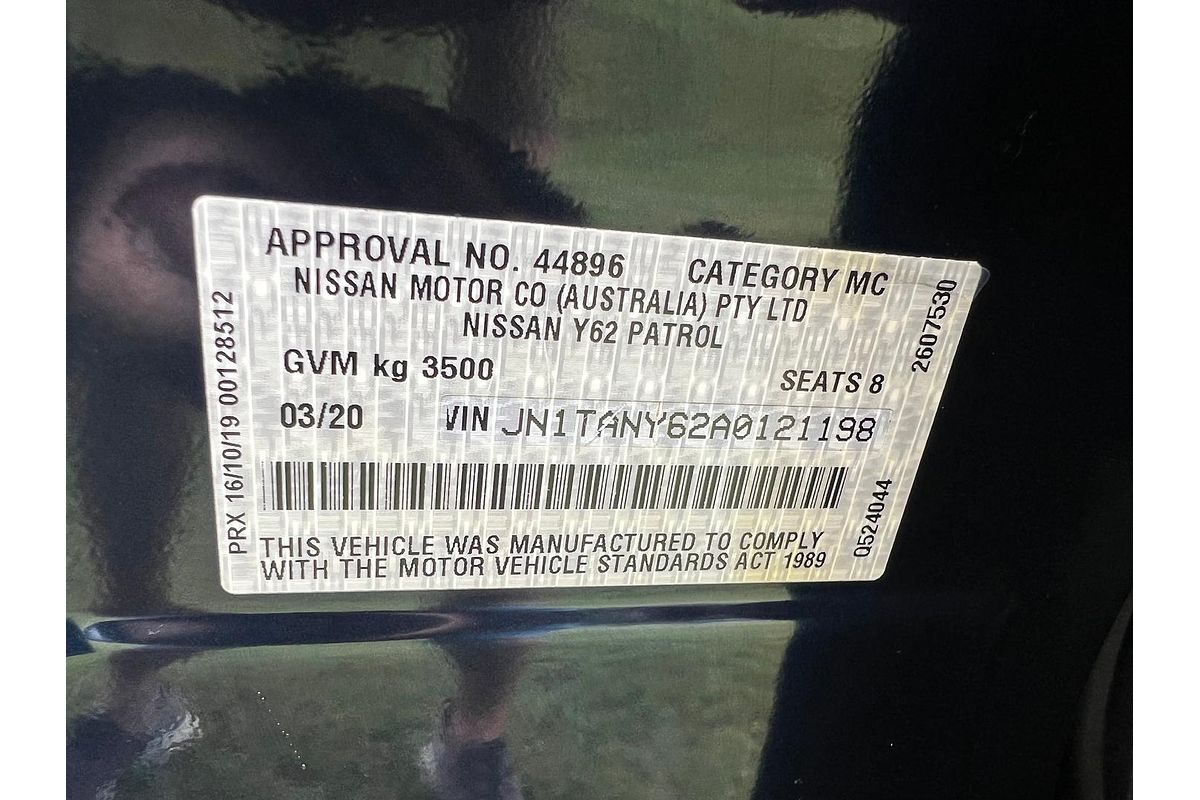 APPROVAL NO. 44896 CATEGORY MC
NISSAN MOTOR CO (AUSTRALIA) PTY LTD
NISSAN Y62 PATROL
GVM kg 3500 SEATS 8
03/20 VIN JN1TANY62A0121198
THIS VEHICLE WAS MANUFACTURED TO COMPLY
WITH THE MOTOR VEHICLE STANDARDS ACT 1989
PRX 16/10/19 00128512
2607530
Q524044